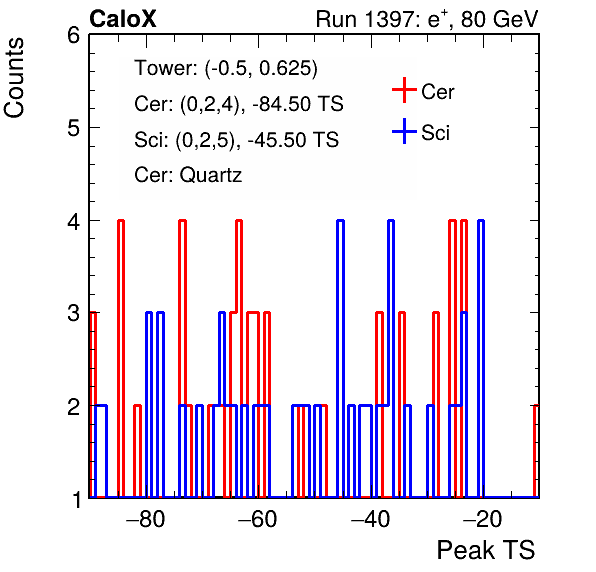 CaloX Run 1397: e⁺, 80 GeV
Counts
6
Tower: (-0.5, 0.625)
Cer: (0,2,4), -84.50 TS
Sci: (0,2,5), -45.50 TS
Cer: Quartz
Cer
Sci
5
4
3
2
1
−80 −60 −40 −20
Peak TS